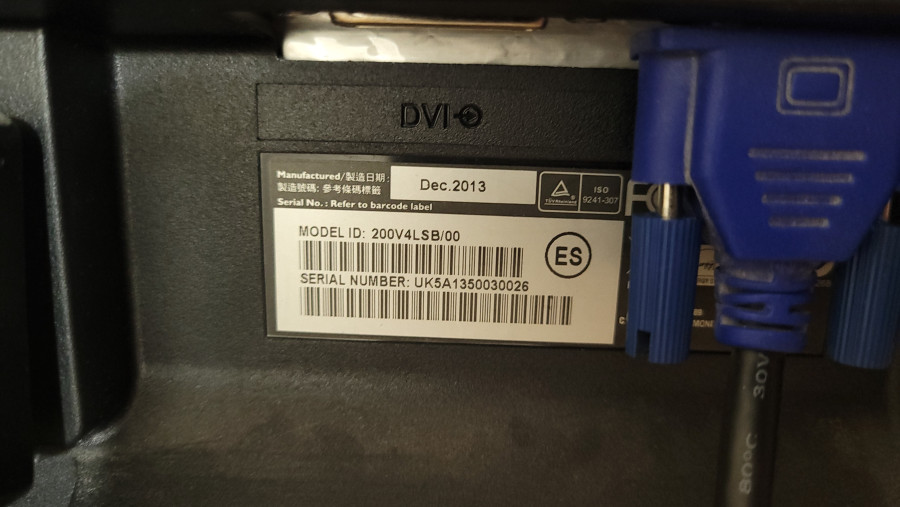 DVI
Manufactured/製造日期:
Dec.2013
製造號碼: 參考條碼標籤
Serial No.: Refer to barcode label
TÜVRheinland
ISO
9241-307
MODEL ID: 200V4LSB/00
ES
SERIAL NUMBER: UK5A1350030026
80°C
30V